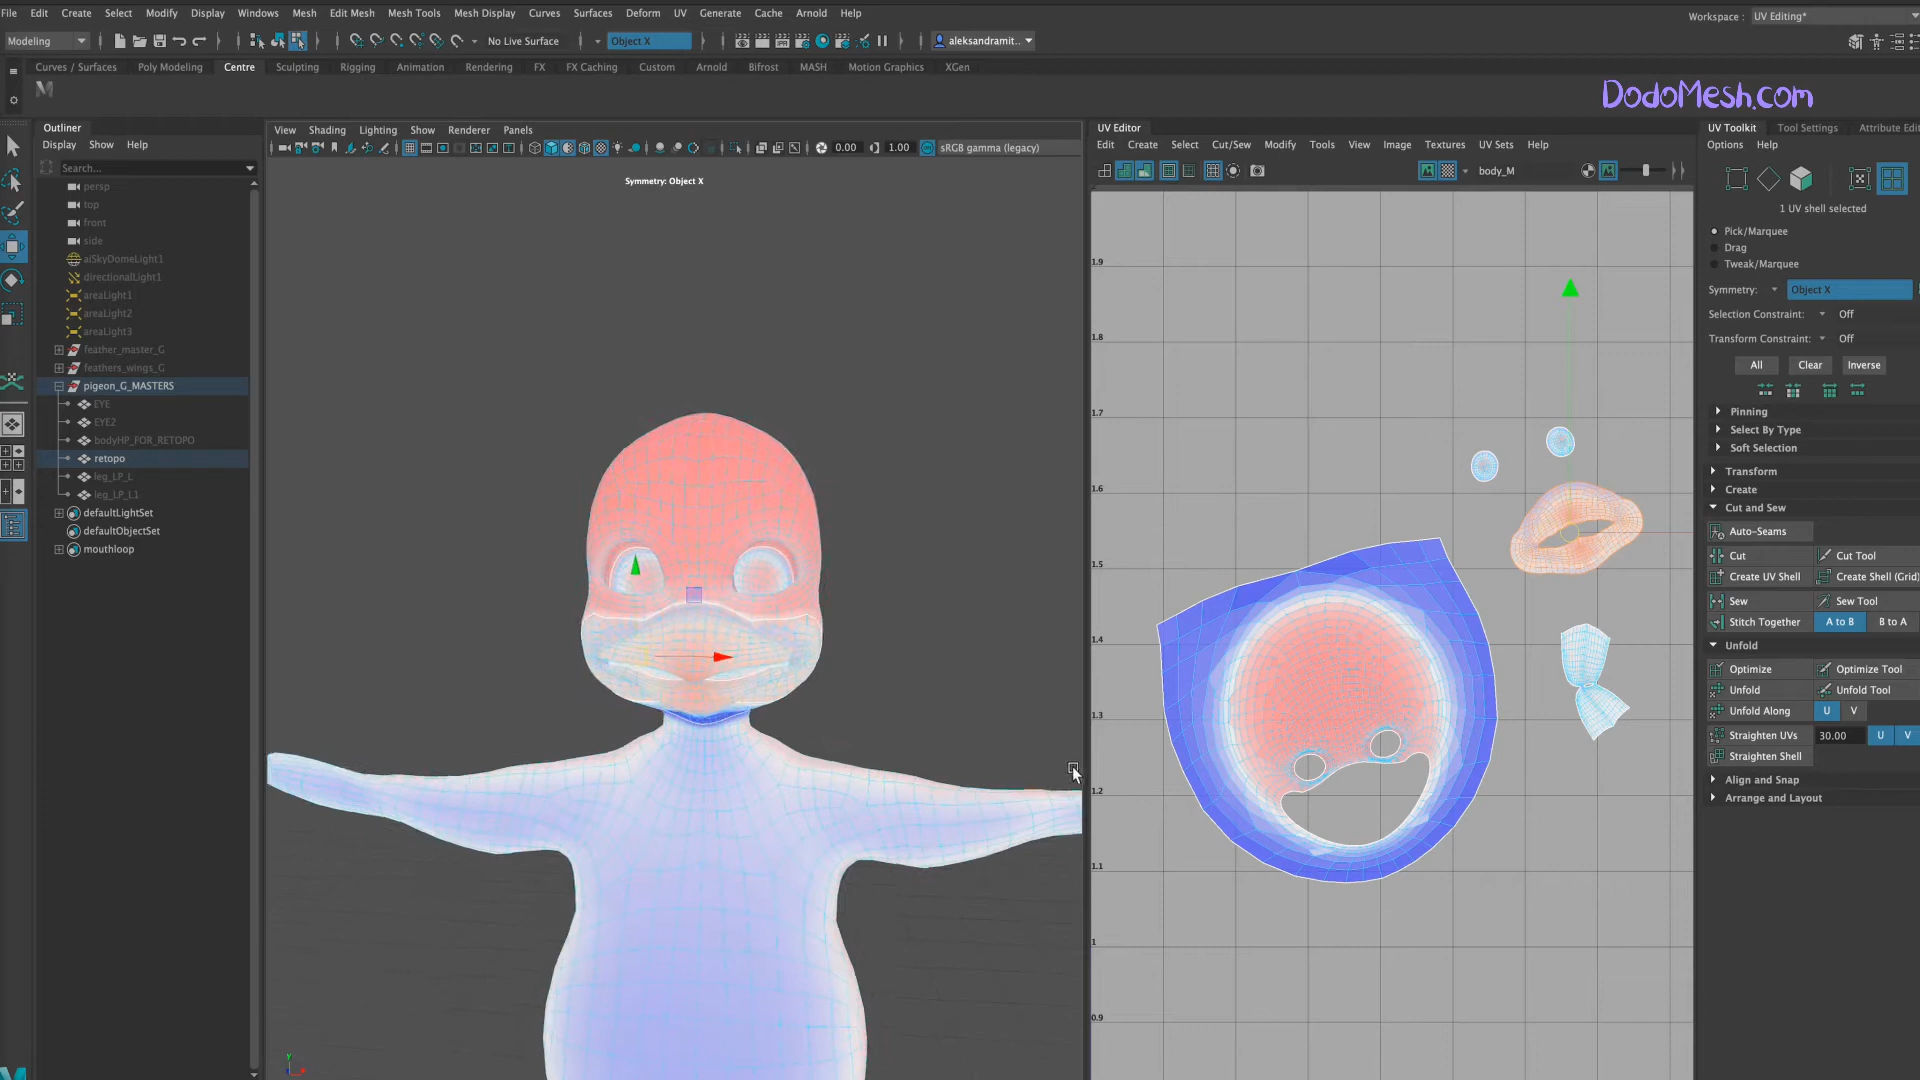 File Edit Create Select Modify Display Windows Mesh Edit Mesh Mesh Tools Mesh Display Curves Surfaces Deform UV Generate Cache Arnold Help
Workspace : UV Editing*
Modeling No Live Surface Object X aleksandramit..
Curves / Surfaces Poly Modeling Centre Sculpting Rigging Animation Rendering FX FX Caching Custom Arnold Bifrost MASH Motion Graphics XGen
DodoMesh.com
Outliner
Display Show Help
Search...
persp
top
front
side
aiSkyDomeLight1
directionalLight1
areaLight1
areaLight2
areaLight3
feather_master_G
feathers_wings_G
pigeon_G_MASTERS
EYE
EYE2
bodyHP_FOR_RETOPO
retopo
leg_LP_L
leg_LP_L1
defaultLightSet
defaultObjectSet
mouthloop
View Shading Lighting Show Renderer Panels
0.00 1.00 sRGB gamma (legacy)
Symmetry: Object X
y
UV Editor
Edit Create Select Cut/Sew Modify Tools View Image Textures UV Sets Help
body_M
1.9
1.8
1.7
1.6
1.5
1.4
1.3
1.2
1.1
1
0.9
UV Toolkit Tool Settings Attribute Edi
Options Help
1 UV shell selected
Pick/Marquee
Drag
Tweak/Marquee
Symmetry: Object X
Selection Constraint: Off
Transform Constraint: Off
All Clear Inverse
Pinning
Select By Type
Soft Selection
Transform
Create
Cut and Sew
Auto-Seams
Cut Cut Tool
Create UV Shell Create Shell (Grid)
Sew Sew Tool
Stitch Together A to B B to A
Unfold
Optimize Optimize Tool
Unfold Unfold Tool
Unfold Along U V
Straighten UVs 30.00 U V
Straighten Shell
Align and Snap
Arrange and Layout